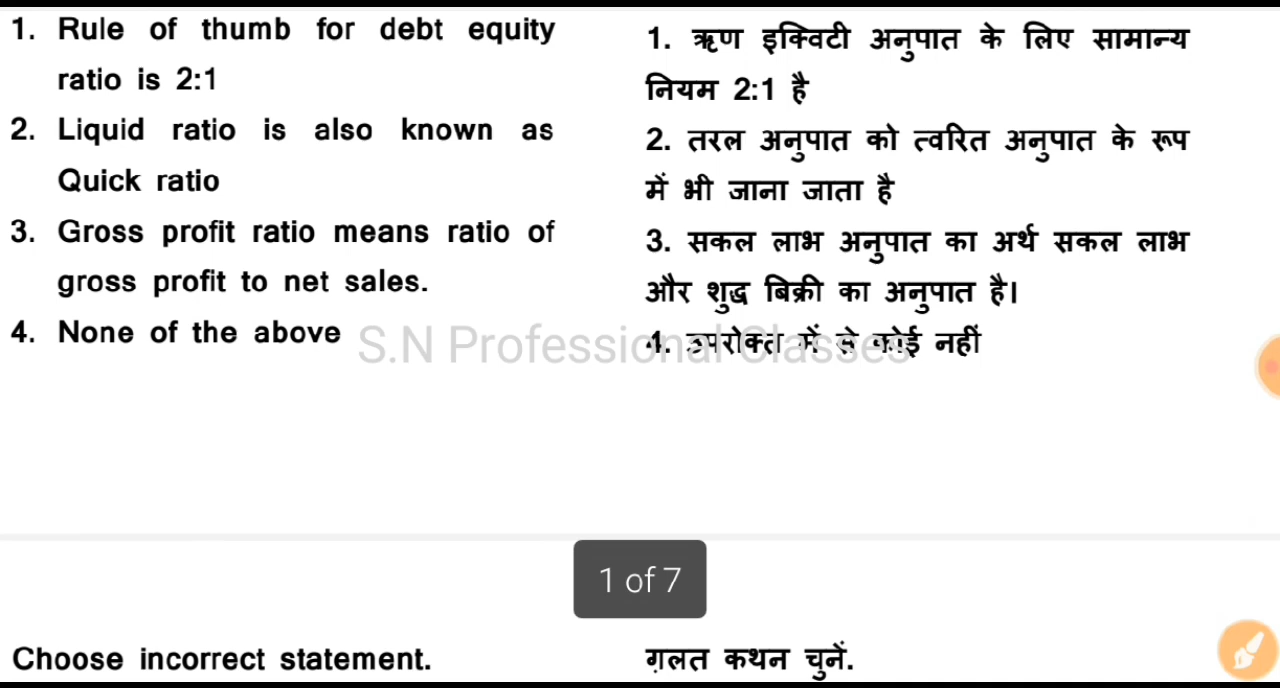 1. Rule of thumb for debt equity
ratio is 2:1
2. Liquid ratio is also known as
Quick ratio
3. Gross profit ratio means ratio of
gross profit to net sales.
4. None of the above
1. ऋण इक्विटी अनुपात के लिए सामान्य
नियम 2:1 है
2. तरल अनुपात को त्वरित अनुपात के रूप
में भी जाना जाता है
3. सकल लाभ अनुपात का अर्थ सकल लाभ
और शुद्ध बिक्री का अनुपात है।
4. उपरोक्त में से कोई नहीं
S.N Professional Classes
1 of 7
Choose incorrect statement.
ग़लत कथन चुनें.